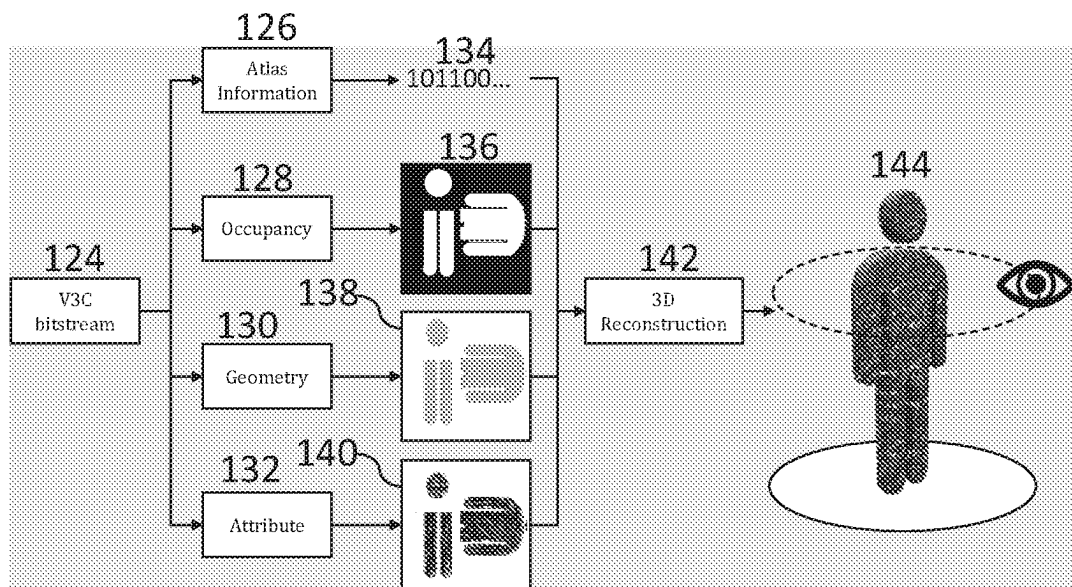 126
Atlas
Information
134
101100...
128
Occupancy
136
124
V3C
bitstream
130
Geometry
138
142
3D
Reconstruction
144
132
Attribute
140